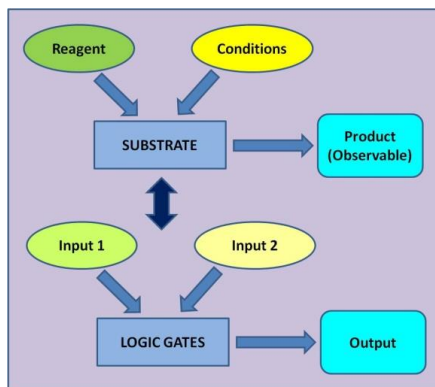 Reagent
Conditions
SUBSTRATE
Product
(Observable)
Input 1
Input 2
LOGIC GATES
Output